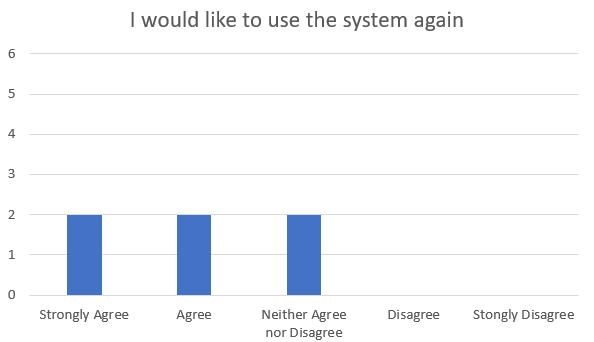 I would like to use the system again
6
5
4
3
2
1
0
Strongly Agree
Agree
Neither Agree
nor Disagree
Disagree
Stongly Disagree